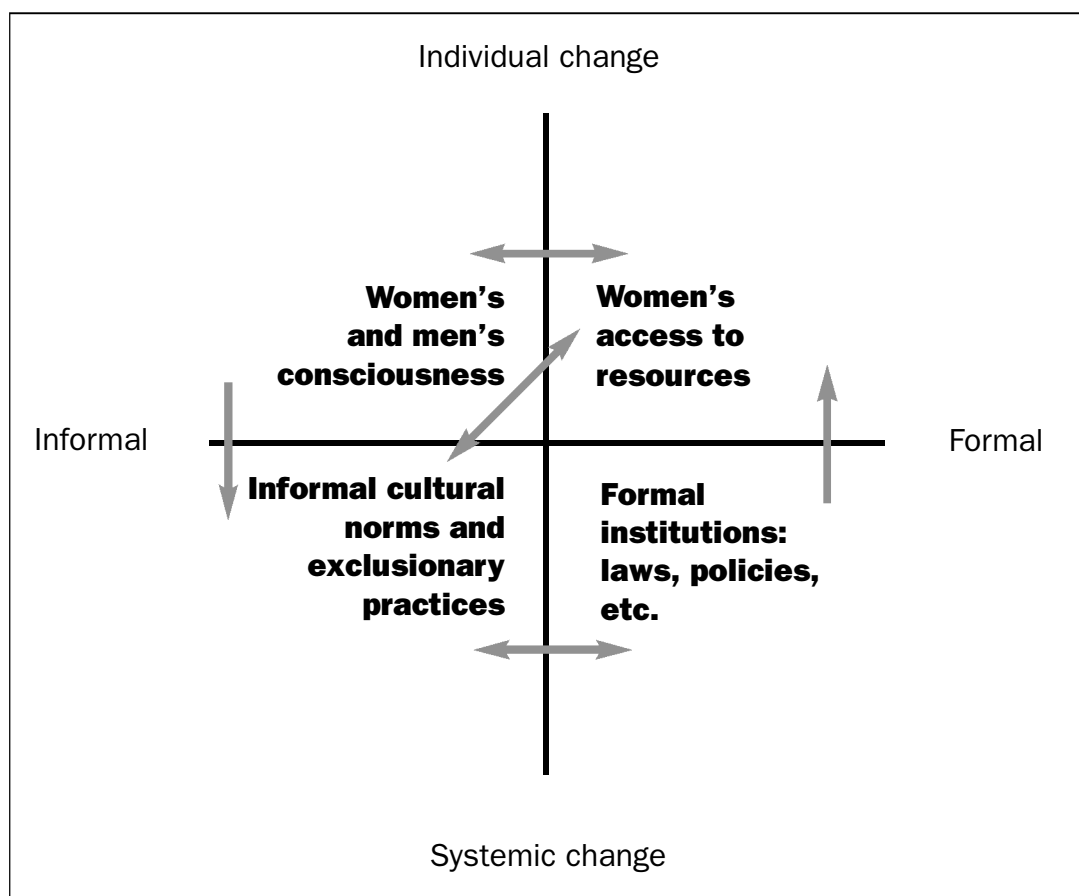 Individual change
Women’s
and men’s
consciousness
Women’s
access to
resources
Informal
Formal
Informal cultural
norms and
exclusionary
practices
Formal
institutions:
laws, policies,
etc.
Systemic change